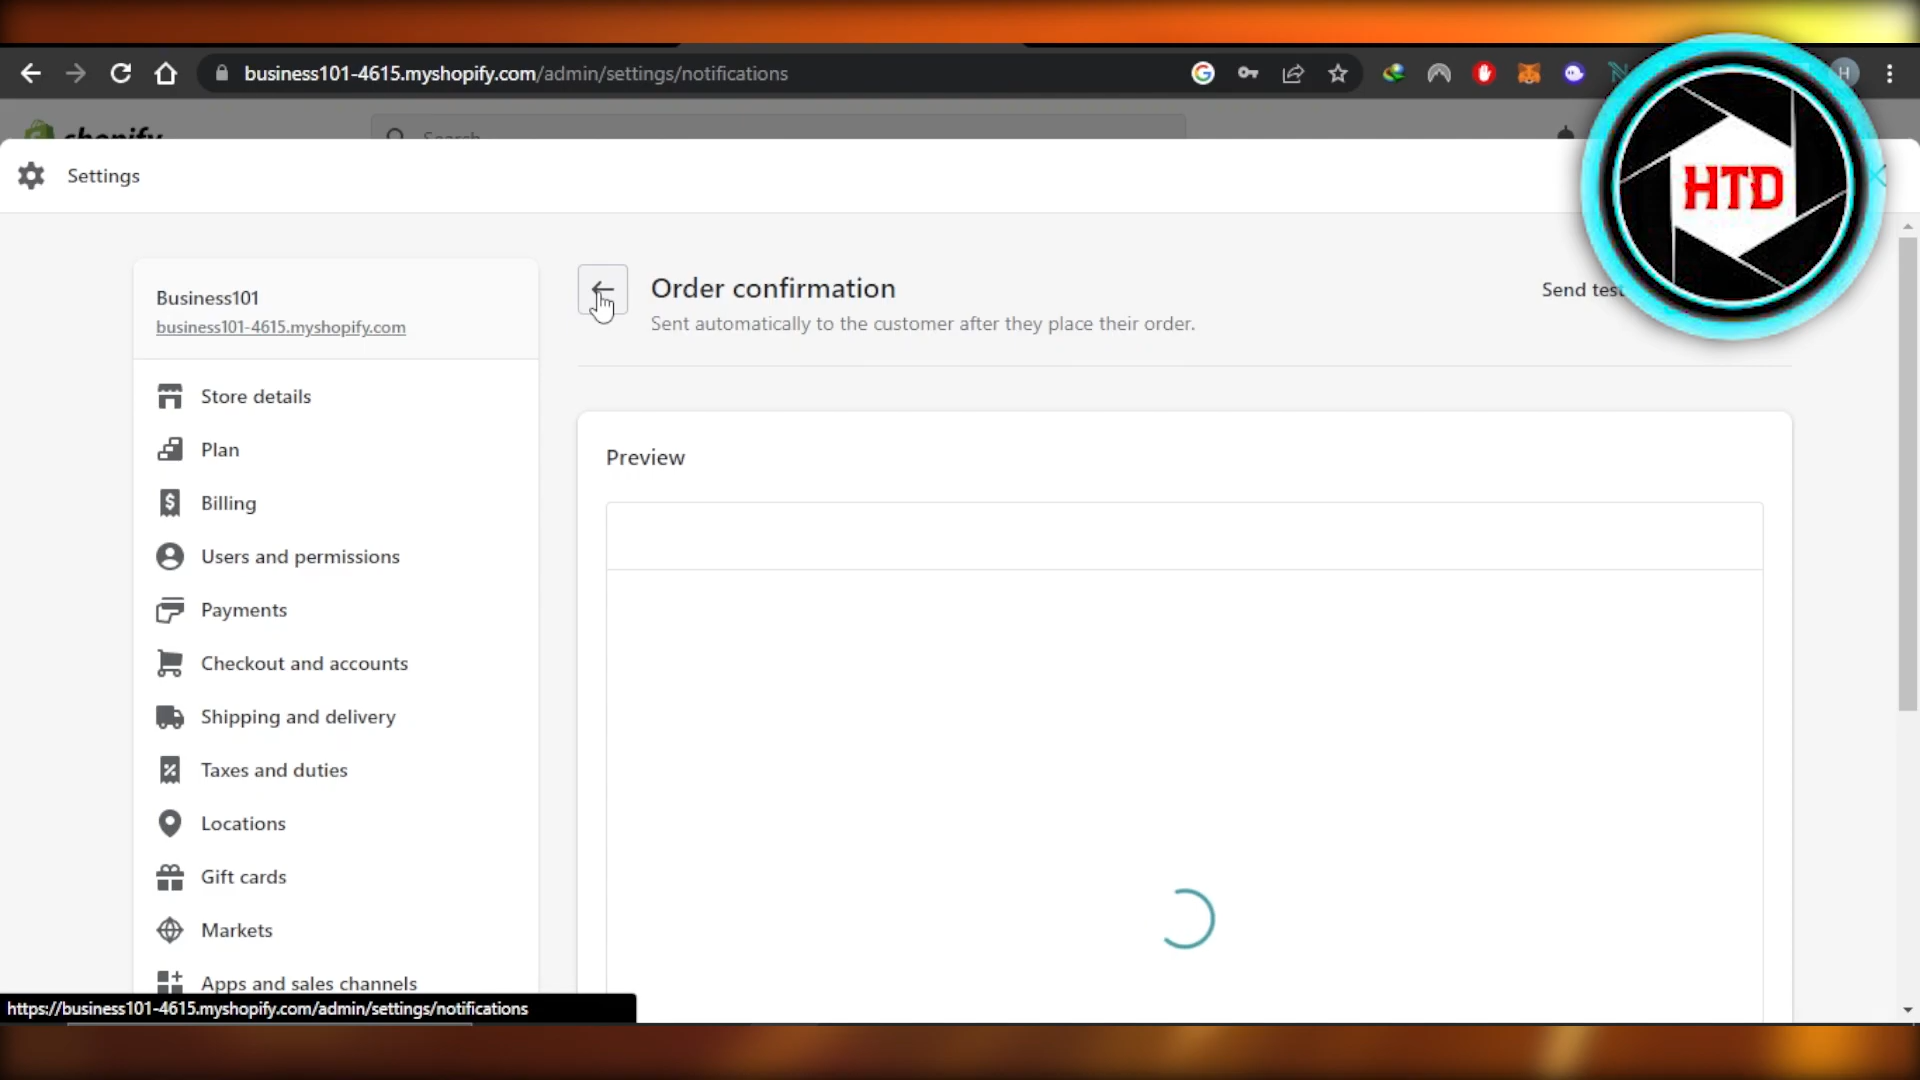 business101-4615.myshopify.com/admin/settings/notifications
H
shopify
Search
Settings
HTD
Business101
business101-4615.myshopify.com
Order confirmation
Sent automatically to the customer after they place their order.
Send test
Store details
Plan
Billing
Users and permissions
Payments
Checkout and accounts
Shipping and delivery
Taxes and duties
Locations
Gift cards
Markets
Apps and sales channels
Preview
https://business101-4615.myshopify.com/admin/settings/notifications